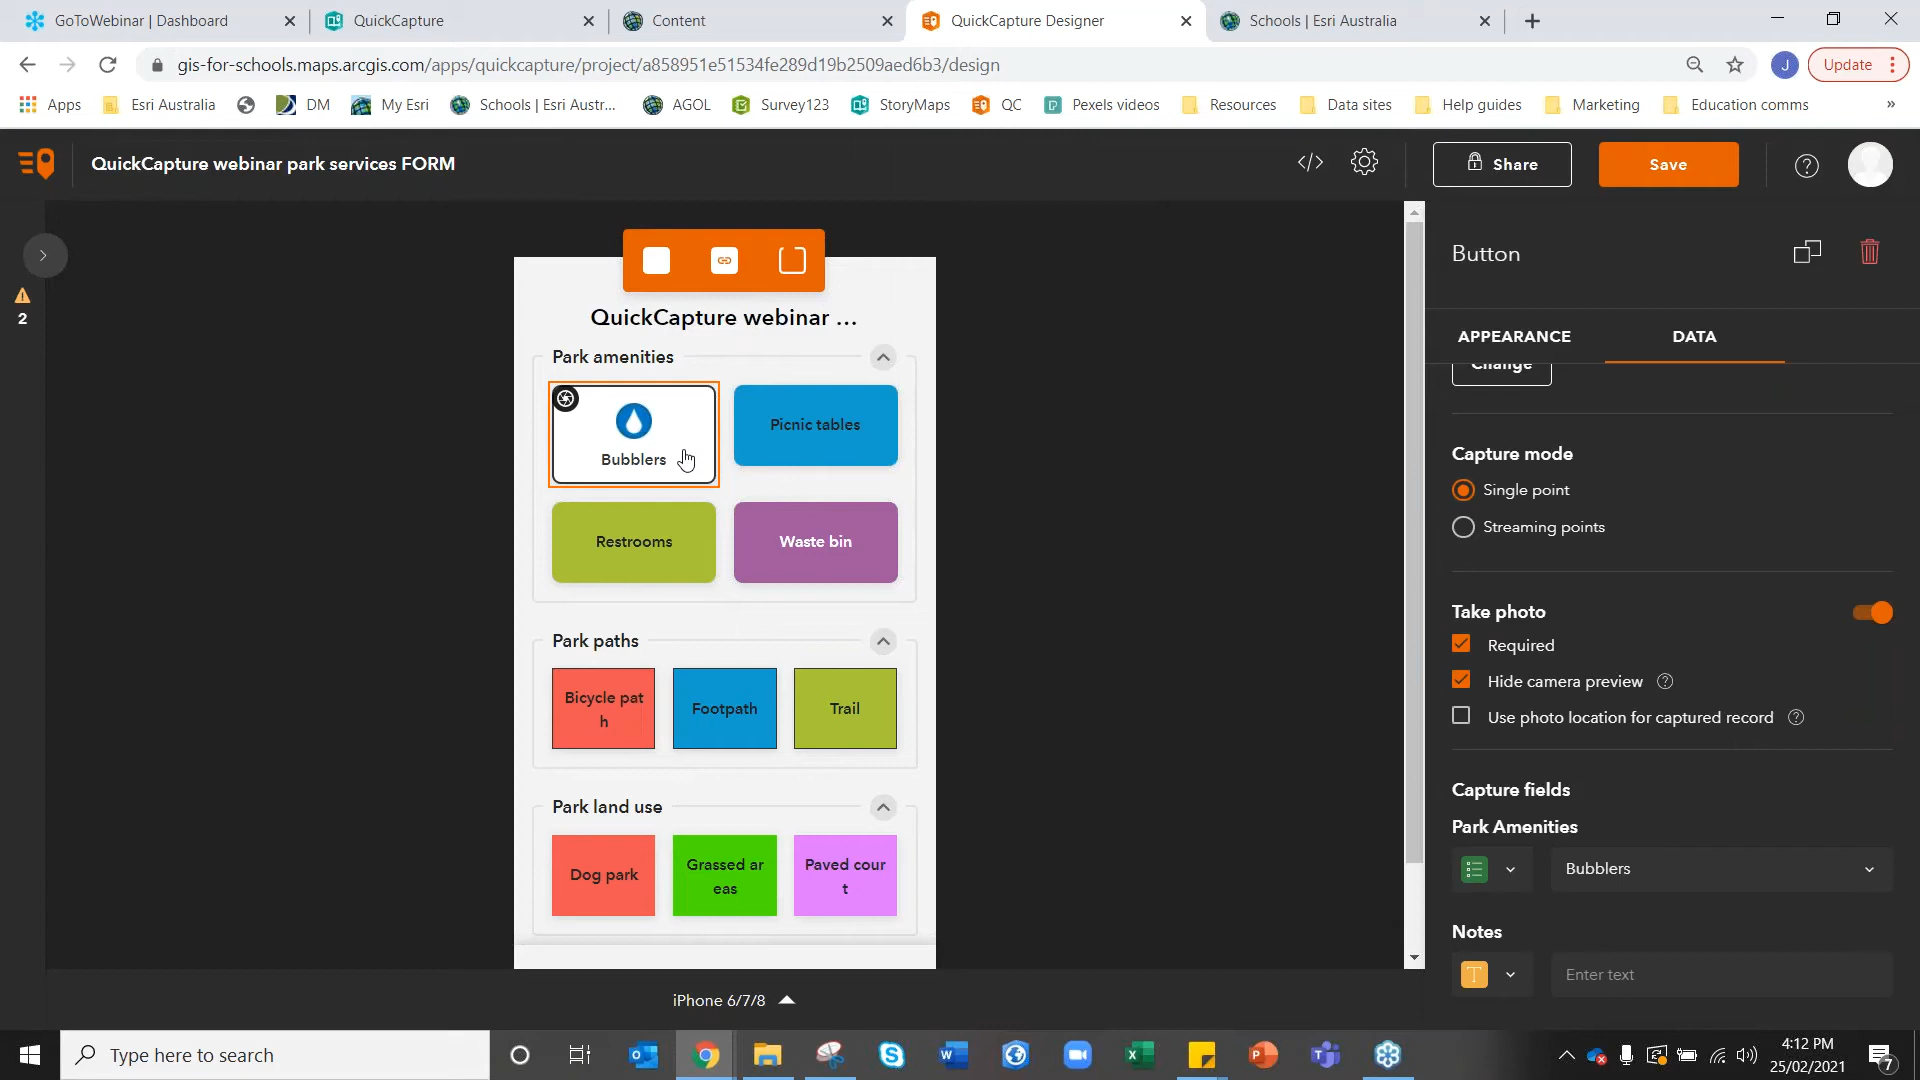 GoToWebinar | Dashboard
QuickCapture
Content
QuickCapture Designer
Schools | Esri Australia
gis-for-schools.maps.arcgis.com/apps/quickcapture/project/a858951e51534fe289d19b2509aed6b3/design
J
Update
Apps
Esri Australia
DM
My Esri
Schools | Esri Austr...
AGOL
Survey123
StoryMaps
QC
Pexels videos
Resources
Data sites
Help guides
Marketing
Education comms
»
QuickCapture webinar park services FORM
Share
Save
2
QuickCapture webinar ...
Park amenities
Bubblers
Picnic tables
Restrooms
Waste bin
Park paths
Bicycle pat
h
Footpath
Trail
Park land use
Dog park
Grassed ar
eas
Paved cour
t
iPhone 6/7/8
Button
APPEARANCE
DATA
Change
Capture mode
Single point
Streaming points
Take photo
Required
Hide camera preview
Use photo location for captured record
Capture fields
Park Amenities
Bubblers
Notes
T
Enter text
Type here to search
4:12 PM
25/02/2021
7